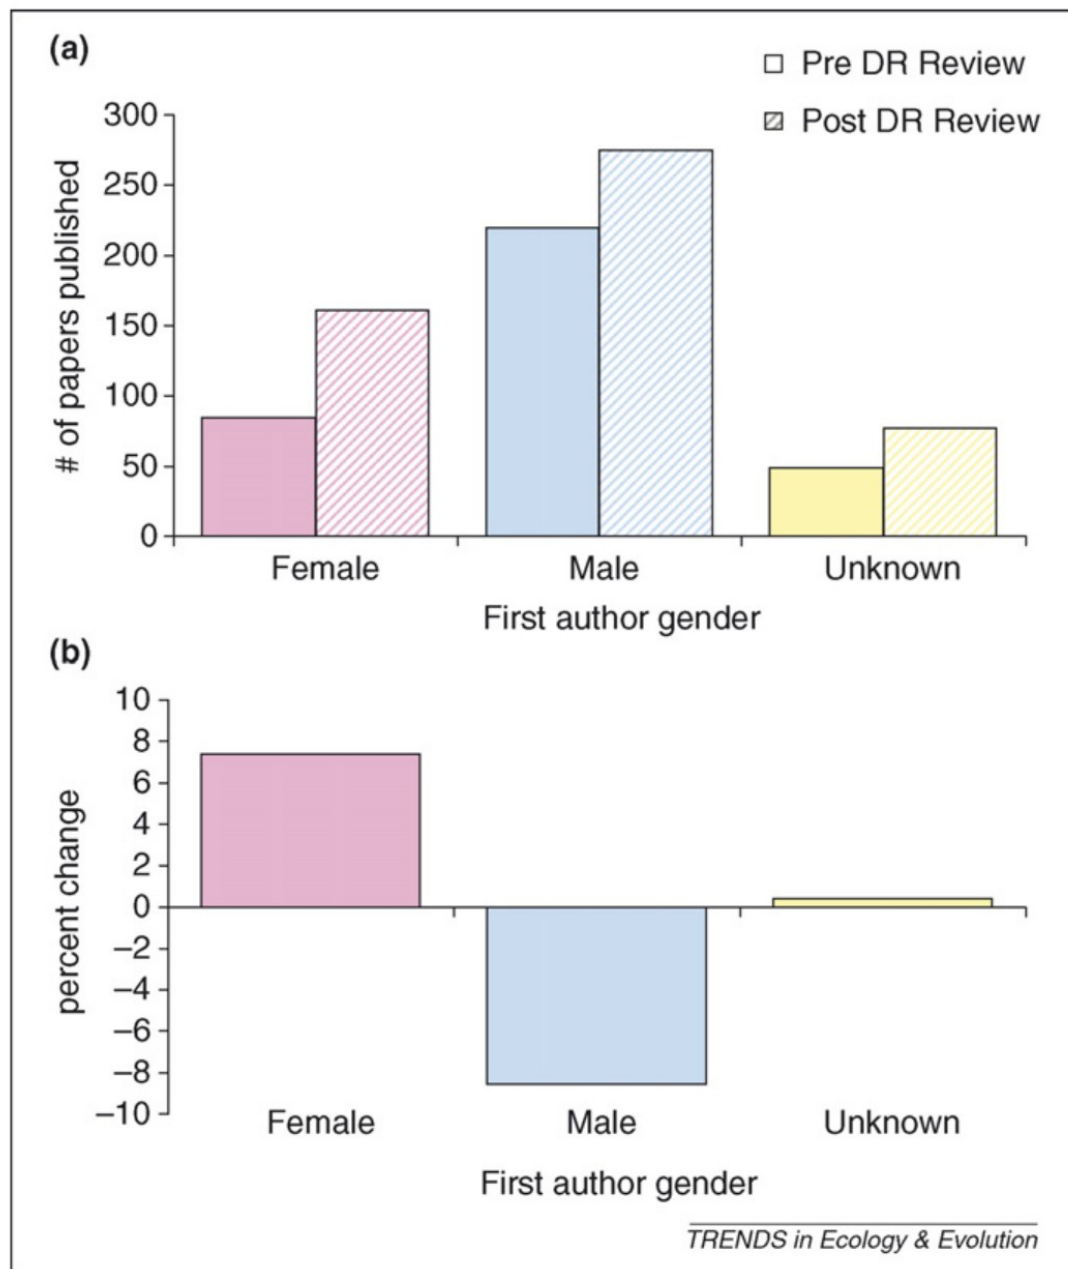 (a)
Pre DR Review
Post DR Review
300
250
200
150
100
50
0
# of papers published
Female Male Unknown
First author gender
(b)
10
8
6
4
2
0
−2
−4
−6
−8
−10
percent change
Female Male Unknown
First author gender
TRENDS in Ecology & Evolution